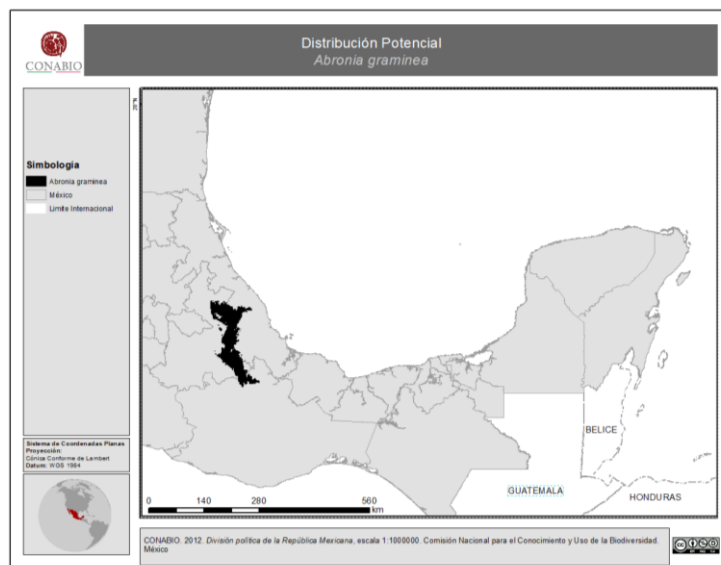 CONABIO
Distribución Potencial
Abronia graminea
Simbología
Abronia graminea
México
Limite Internacional
BELICE
GUATEMALA
HONDURAS
Sistema de Coordenadas Planas
Proyección:
Cónica Conforme de Lambert
Datum: WGS 1984
0 140 280 560
km
CONABIO. 2012. División política de la República Mexicana, escala 1:1000000. Comisión Nacional para el Conocimiento y Uso de la Biodiversidad.
México